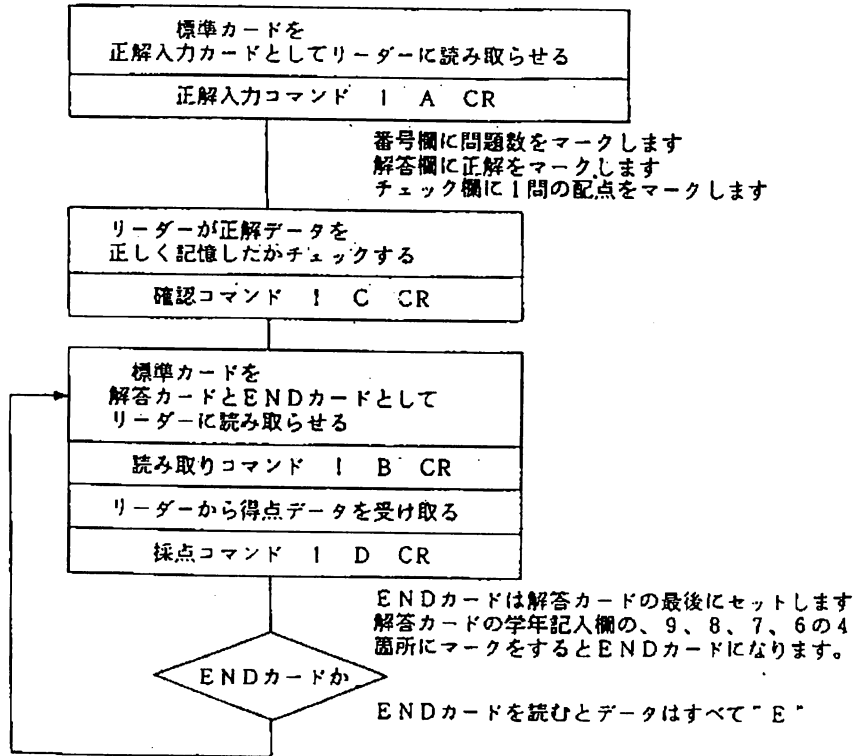 標準カードを
正解入力カードとしてリーダーに読み取らせる
正解入力コマンド 1 A CR
番号欄に問題数をマークします
解答欄に正解をマークします
チェック欄に1問の配点をマークします
リーダーが正解データを
正しく記憶したかチェックする
確認コマンド 1 C CR
標準カードを
解答カードとENDカードとして
リーダーに読み取らせる
読み取りコマンド 1 B CR
リーダーから得点データを受け取る
採点コマンド 1 D CR
ENDカードは解答カードの最後にセットします
解答カードの学年記入欄の、9、8、7、6の4
箇所にマークをするとENDカードになります。
ENDカードか
ENDカードを読むとデータはすべて"E"